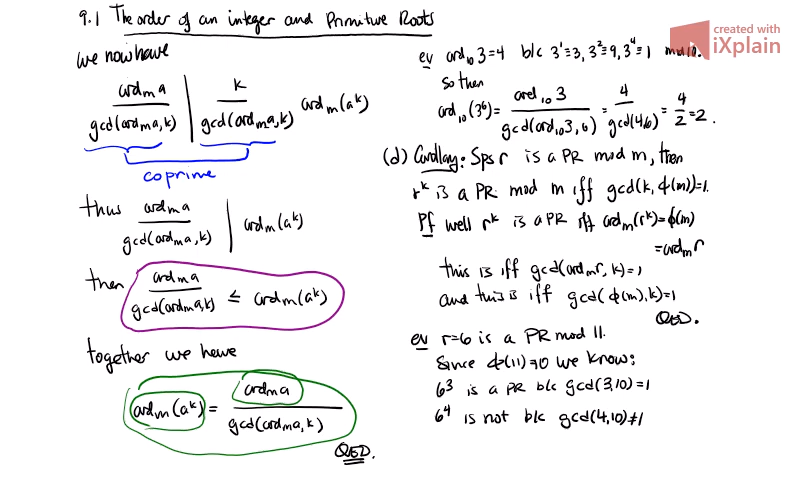 9.1 The order of an integer and Primitive Roots
created with
iXplain
we now have
ord_m a / gcd(ord_m a, k) | k / gcd(ord_m a, k) ord_m(a^k)
coprime
thus ord_m a / gcd(ord_m a, k) | ord_m(a^k)
then ord_m a / gcd(ord_m a, k) ≤ ord_m(a^k)
together we have
ord_m(a^k) = ord_m a / gcd(ord_m a, k)
QED.
ex ord_10 3 = 4 b/c 3^1≡3, 3^2≡9, 3^4≡1 mod 10.
so then
ord_10(3^6) = ord_10 3 / gcd(ord_10 3, 6) = 4 / gcd(4,6) = 4/2 = 2.
(d) Corollary: Sps r is a PR mod m, then
r^k is a PR mod m iff gcd(k, φ(m))=1.
Pf well r^k is a PR iff ord_m(r^k)=φ(m)
=ord_m r
this is iff gcd(ord_m r, k)=1
and this is iff gcd(φ(m), k)=1
QED.
ex r=6 is a PR mod 11.
Since φ(11)=10 we know:
6^3 is a PR b/c gcd(3,10)=1
6^4 is not b/c gcd(4,10)≠1